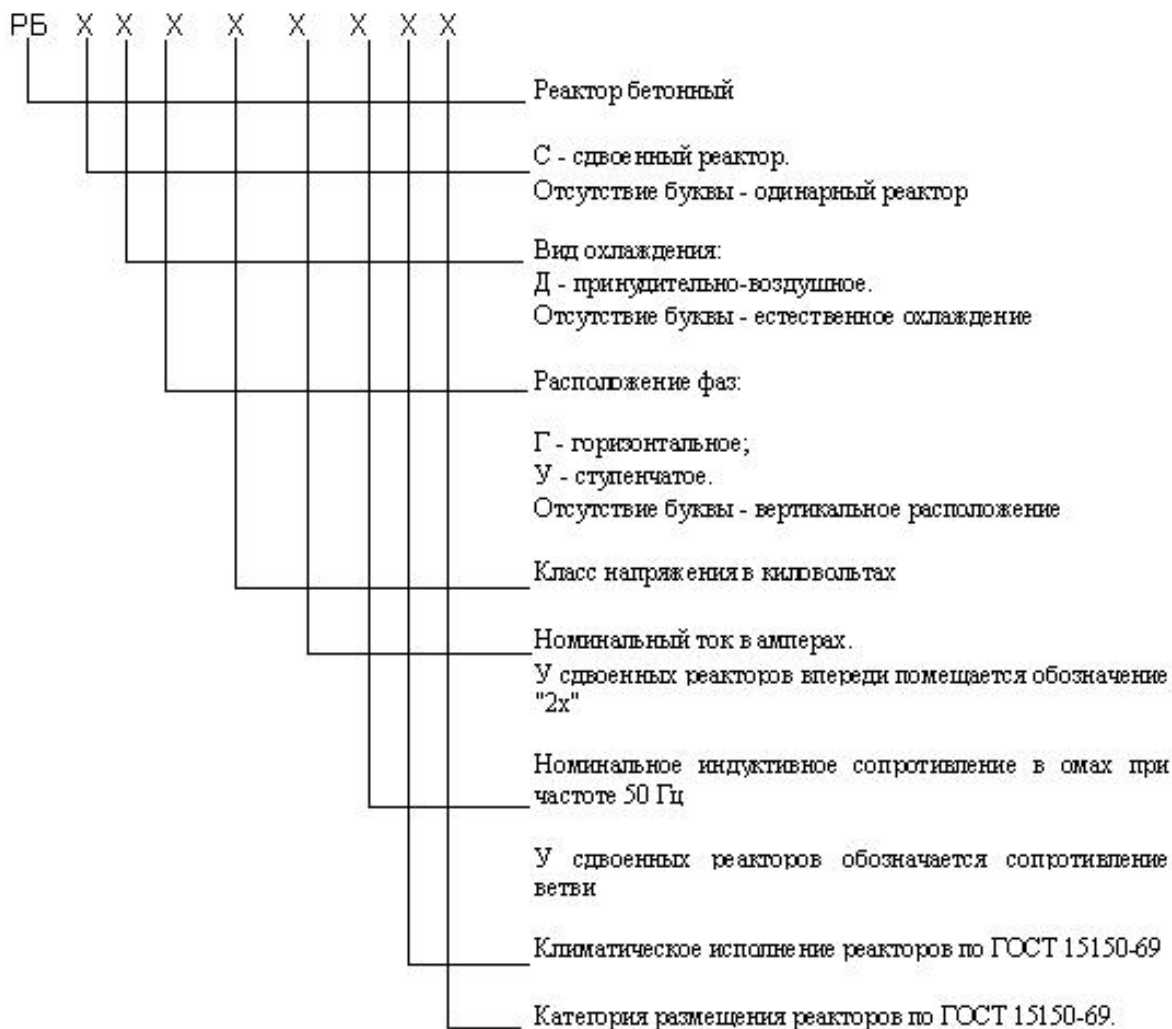 РБ Х Х Х Х Х Х Х Х
Реактор бетонный
С - сдвоенный реактор.
Отсутствие буквы - одинарный реактор
Вид охлаждения:
Д - принудительно-воздушное.
Отсутствие буквы - естественное охлаждение
Расположение фаз:
Г - горизонтальное;
У - ступенчатое.
Отсутствие буквы - вертикальное расположение
Класс напряжения в киловольтах
Номинальный ток в амперах.
У сдвоенных реакторов впереди помещается обозначение
"2х"
Номинальное индуктивное сопротивление в омах при
частоте 50 Гц
У сдвоенных реакторов обозначается сопротивление
ветви
Климатическое исполнение реакторов по ГОСТ 15150-69
Категория размещения реакторов по ГОСТ 15150-69.